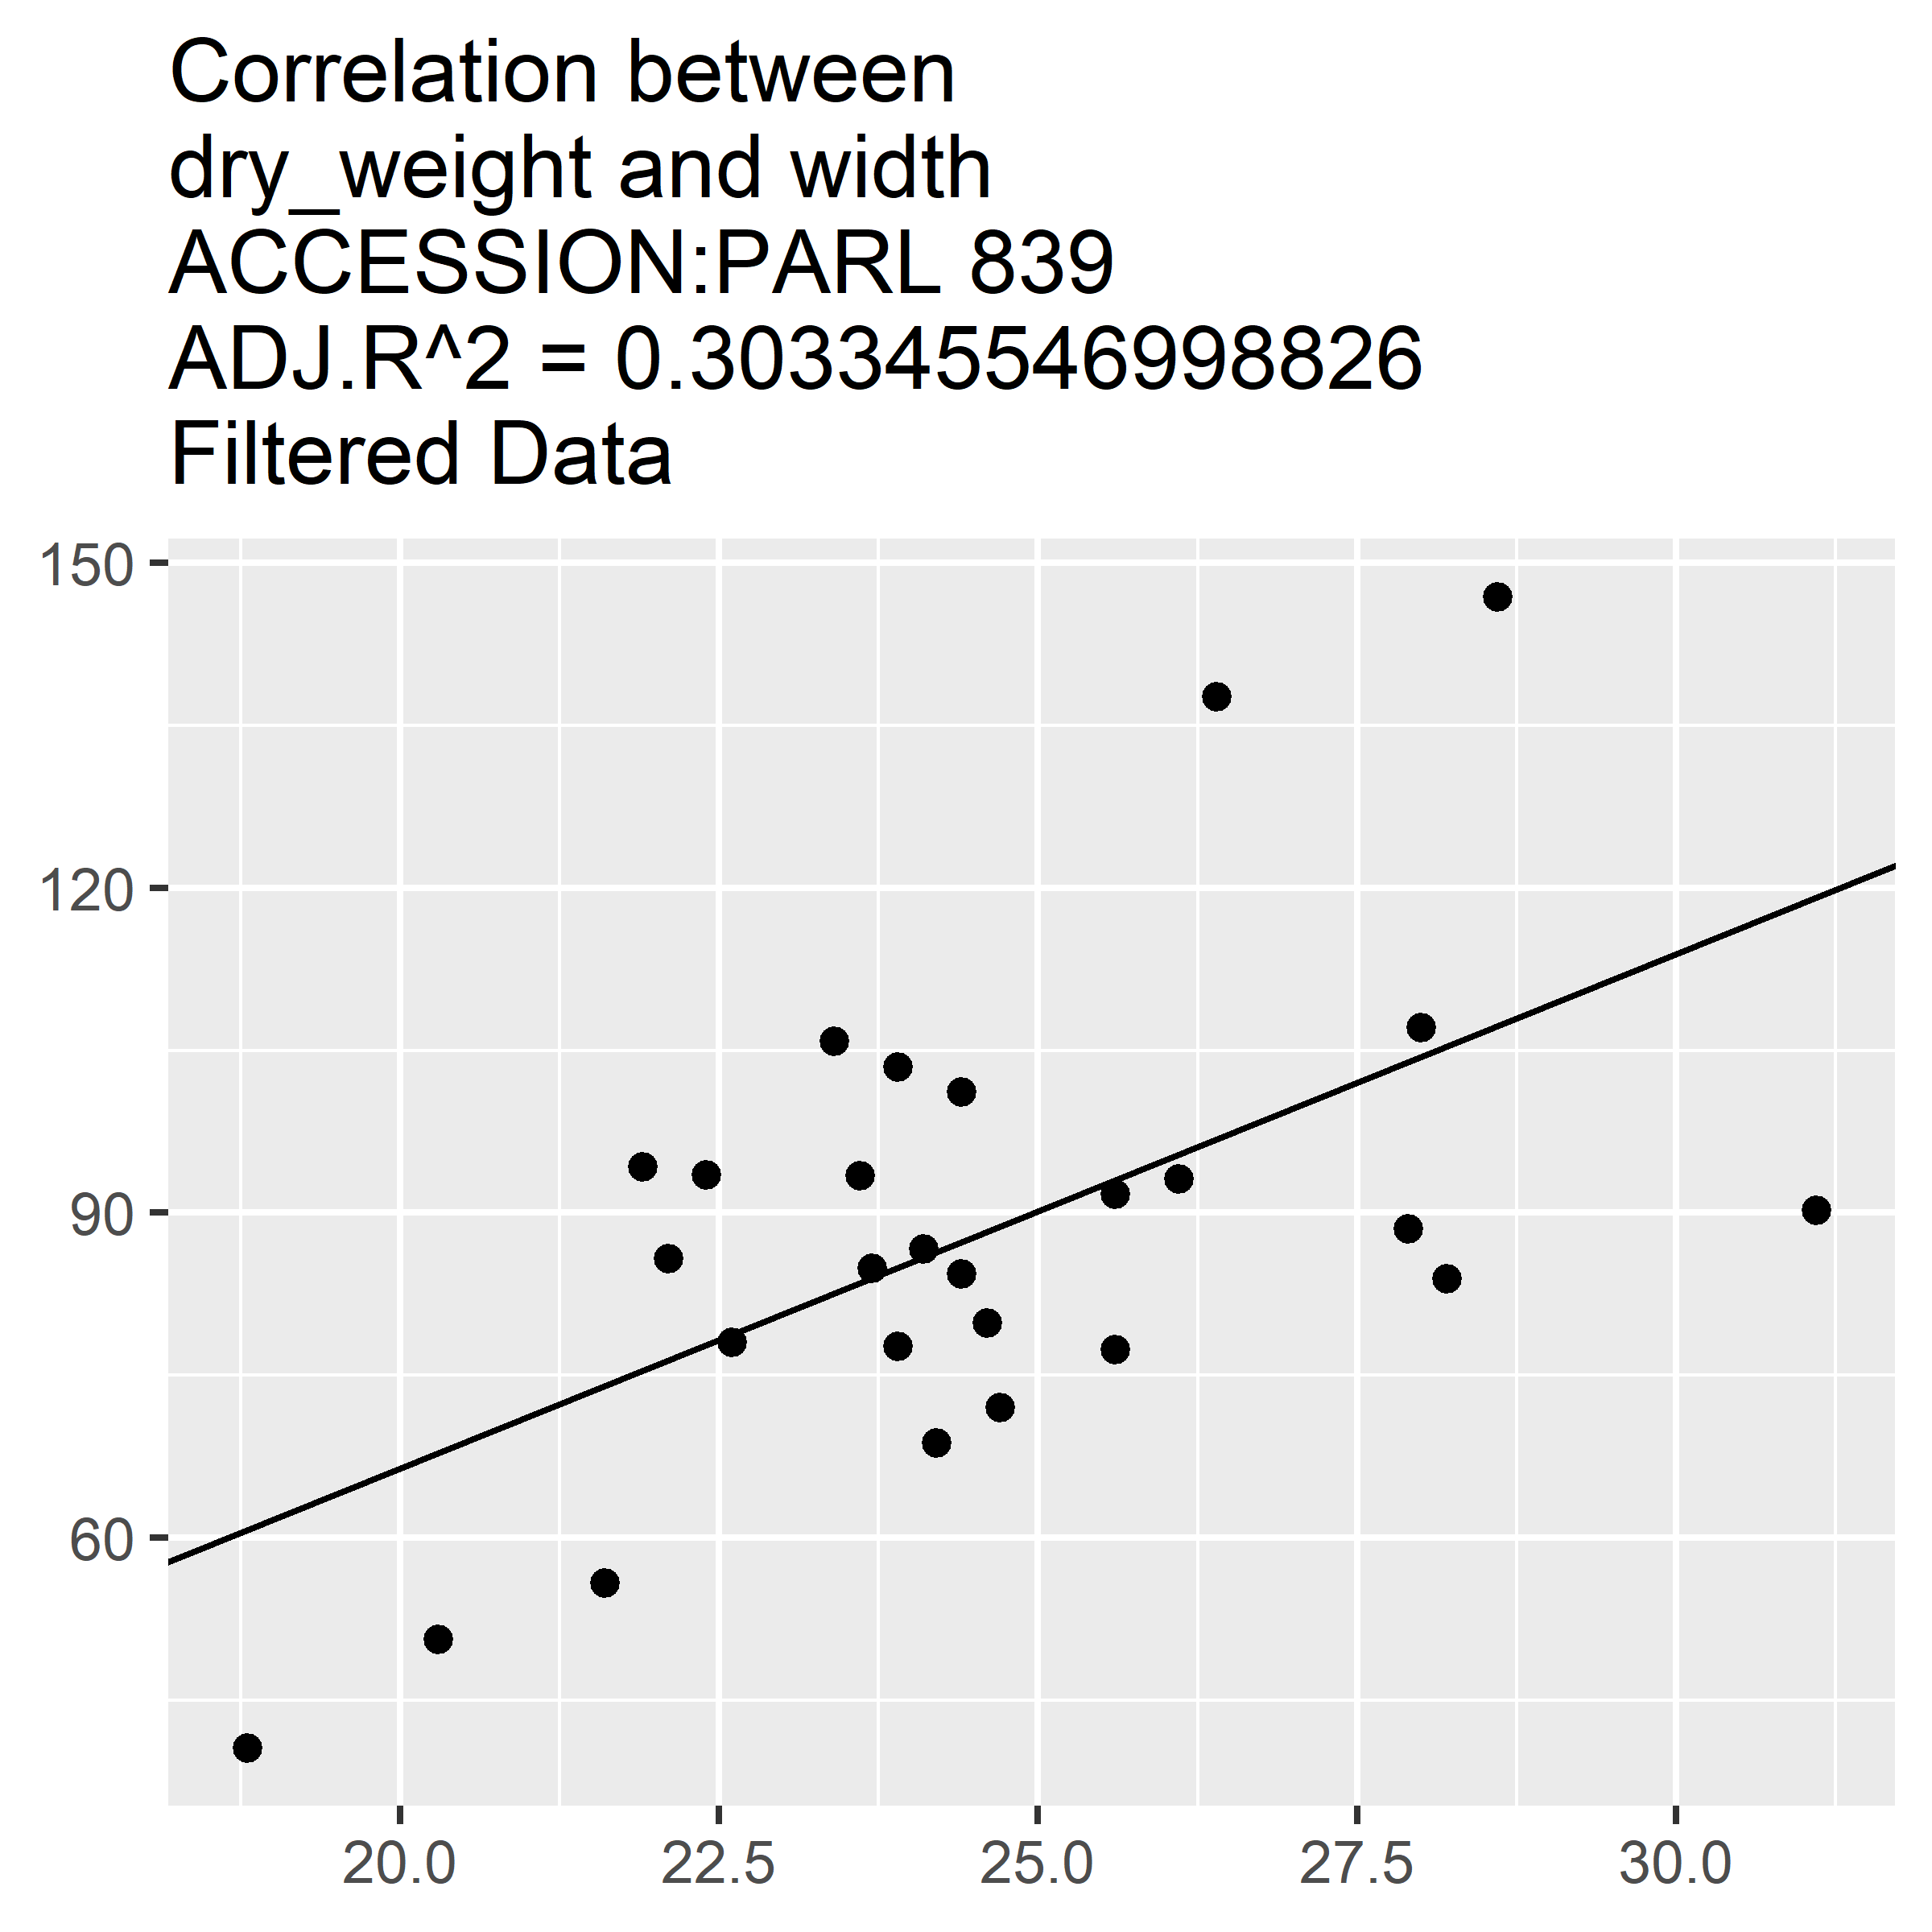 Correlation between
dry_weight and width
ACCESSION:PARL 839
ADJ.R^2 = 0.303345546998826
Filtered Data
150
120
90
60
20.0 22.5 25.0 27.5 30.0